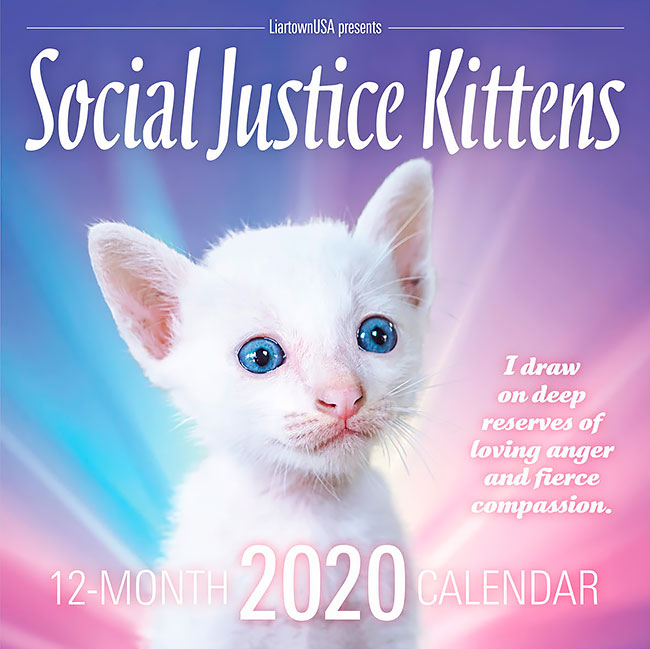 LiartownUSA presents
Social Justice Kittens
I draw
on deep
reserves of
loving anger
and fierce
compassion.
12-MONTH 2020 CALENDAR